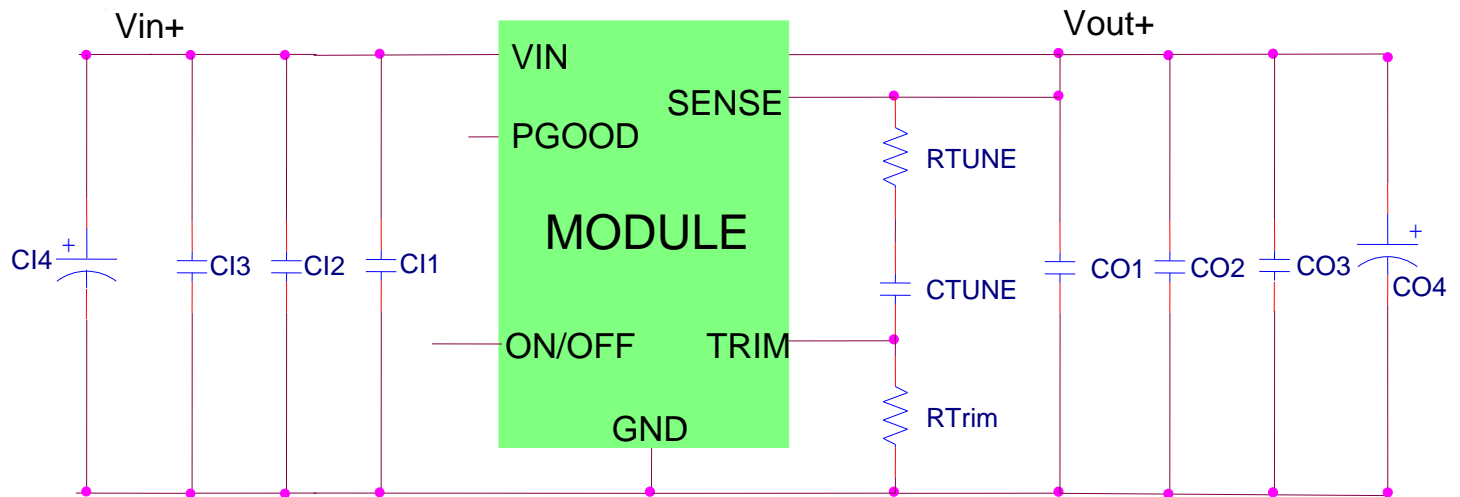 Vin+
Vout+
VIN
SENSE
PGOOD
RTUNE
MODULE
+
CI4
CI3
CI2
CI1
CTUNE
CO1
CO2
CO3
+
CO4
ON/OFF
TRIM
RTrim
GND